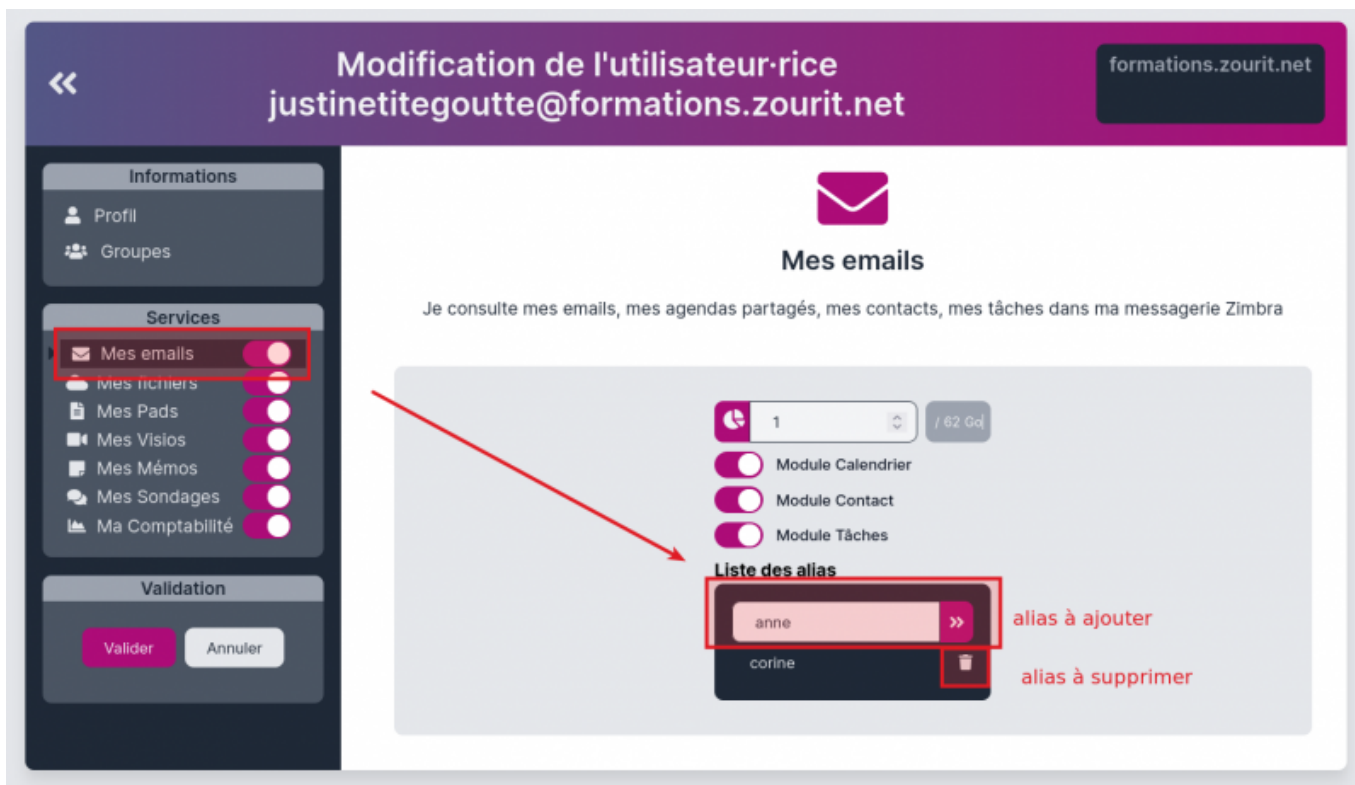 Modification de l'utilisateur·rice
justinetitegoutte@formations.zourit.net
formations.zourit.net
Informations
Profil
Groupes
Services
Mes emails
Mes fichiers
Mes Pads
Mes Visios
Mes Mémos
Mes Sondages
Ma Comptabilité
Validation
Valider
Annuler
Mes emails
Je consulte mes emails, mes agendas partagés, mes contacts, mes tâches dans ma messagerie Zimbra
1
/ 62 Go
Module Calendrier
Module Contact
Module Tâches
Liste des alias
anne
alias à ajouter
corine
alias à supprimer